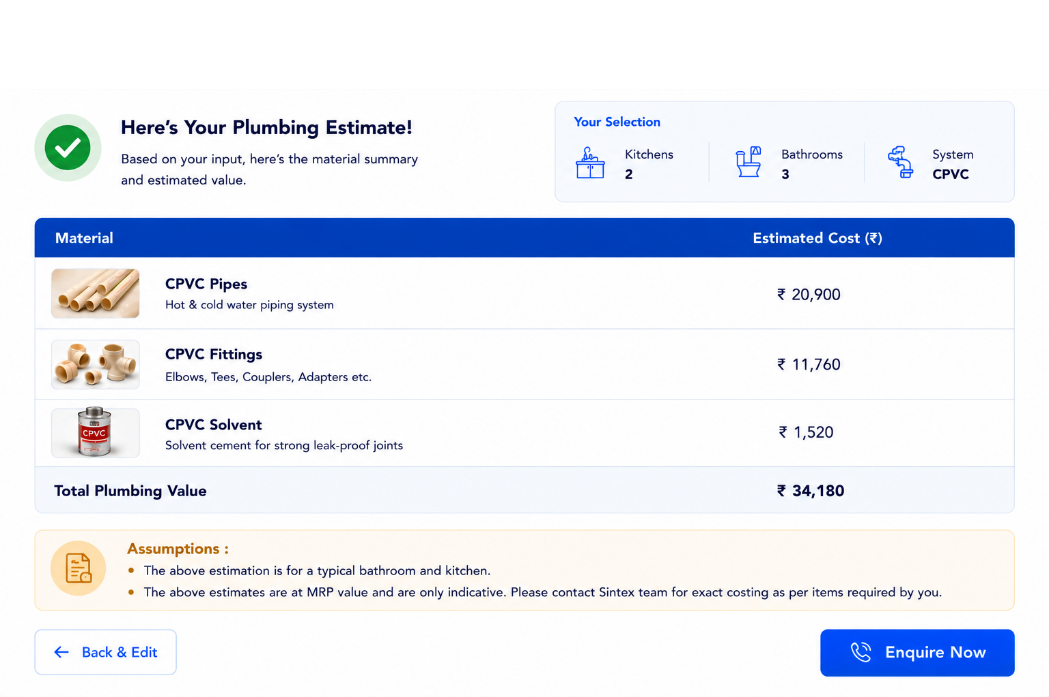 Here's Your Plumbing Estimate!
Based on your input, here's the material summary
and estimated value.
Your Selection
Kitchens
2
Bathrooms
3
System
CPVC
Material
Estimated Cost (₹)
CPVC Pipes
Hot & cold water piping system
₹ 20,900
CPVC Fittings
Elbows, Tees, Couplers, Adapters etc.
₹ 11,760
CPVC
CPVC Solvent
Solvent cement for strong leak-proof joints
₹ 1,520
Total Plumbing Value
₹ 34,180
Assumptions :
• The above estimation is for a typical bathroom and kitchen.
• The above estimates are at MRP value and are only indicative. Please contact Sintex team for exact costing as per items required by you.
← Back & Edit
Enquire Now